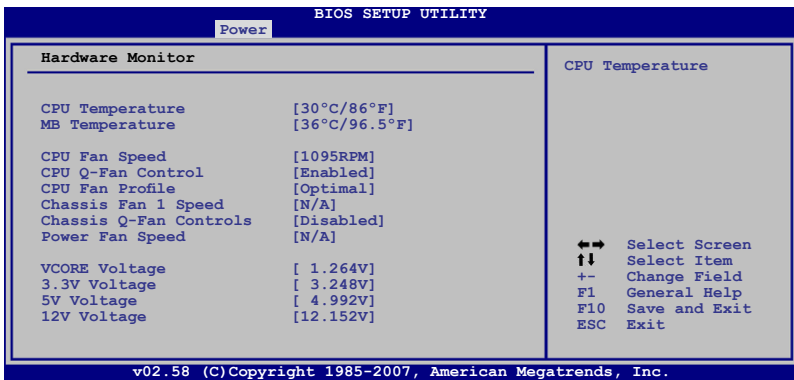 BIOS SETUP UTILITY
Power
Hardware Monitor
CPU Temperature [30°C/86°F]
MB Temperature [36°C/96.5°F]
CPU Fan Speed [1095RPM]
CPU Q-Fan Control [Enabled]
CPU Fan Profile [Optimal]
Chassis Fan 1 Speed [N/A]
Chassis Q-Fan Controls [Disabled]
Power Fan Speed [N/A]
VCORE Voltage [ 1.264V]
3.3V Voltage [ 3.248V]
5V Voltage [ 4.992V]
12V Voltage [12.152V]
CPU Temperature
←→ Select Screen
↑↓ Select Item
+- Change Field
F1 General Help
F10 Save and Exit
ESC Exit
v02.58 (C)Copyright 1985-2007, American Megatrends, Inc.